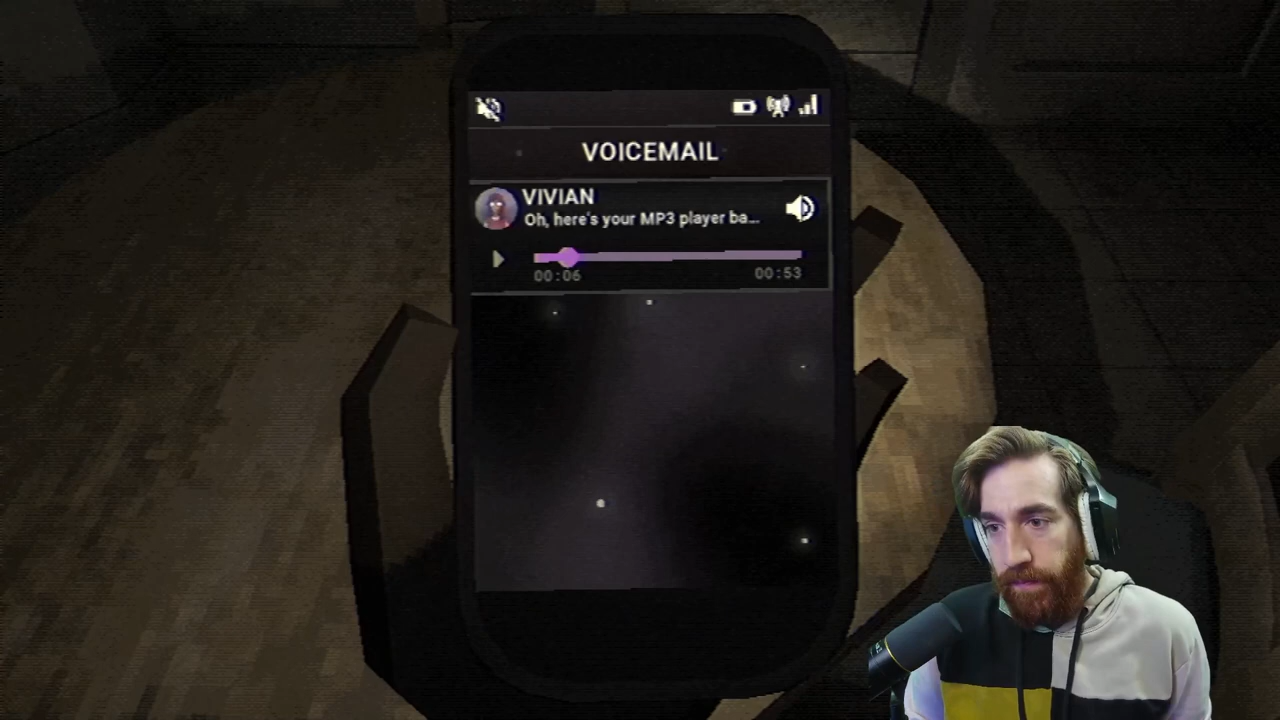 VOICEMAIL
VIVIAN
Oh, here's your MP3 player ba...
00:06
00:53